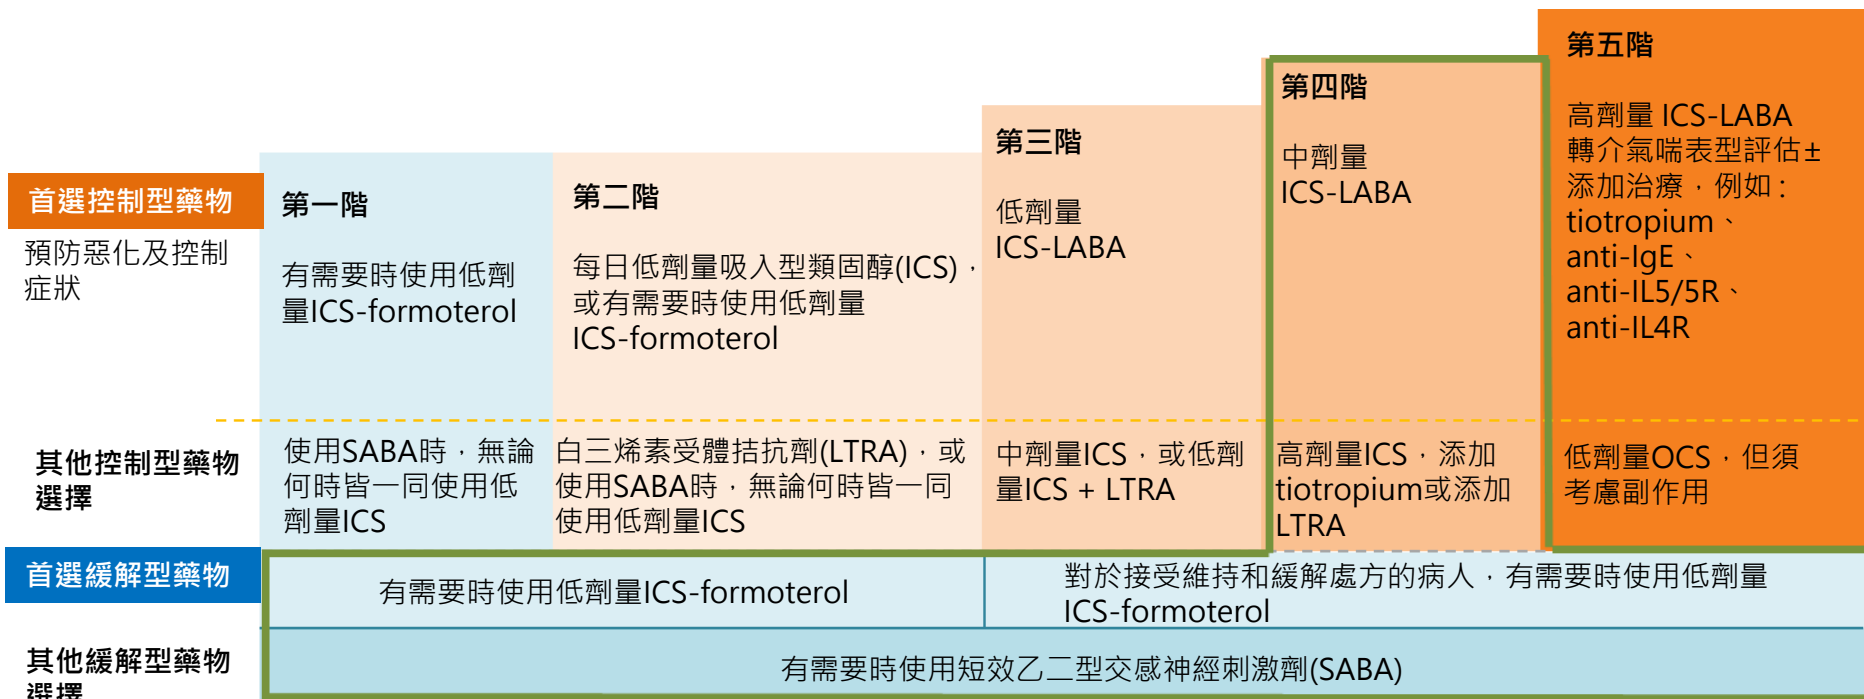 首選控制型藥物
預防惡化及控制
症狀
第一階
有需要時使用低劑
量ICS-formoterol
第二階
每日低劑量吸入型類固醇(ICS),
或有需要時使用低劑量
ICS-formoterol
第三階
低劑量
ICS-LABA
第四階
中劑量
ICS-LABA
第五階
高劑量 ICS-LABA
轉介氣喘表型評估±
添加治療,例如:
tiotropium、
anti-IgE、
anti-IL5/5R、
anti-IL4R
其他控制型藥物
選擇
使用SABA時,無論
何時皆一同使用低
劑量ICS
白三烯素受體拮抗劑(LTRA),或
使用SABA時,無論何時皆一同
使用低劑量ICS
中劑量ICS,或低劑
量ICS + LTRA
高劑量ICS,添加
tiotropium或添加
LTRA
低劑量OCS,但須
考慮副作用
首選緩解型藥物
有需要時使用低劑量ICS-formoterol
對於接受維持和緩解處方的病人,有需要時使用低劑量
ICS-formoterol
其他緩解型藥物
選擇
有需要時使用短效乙二型交感神經刺激劑(SABA)